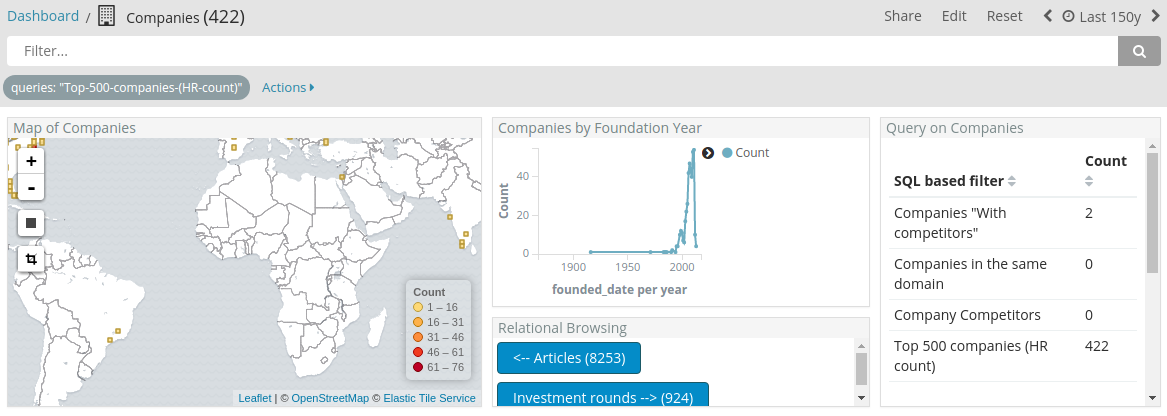 Dashboard / Companies (422)
Share Edit Reset Last 150y
Filter...
queries: "Top-500-companies-(HR-count)" Actions
Map of Companies
+
-
Count
1 – 16
16 – 31
31 – 46
46 – 61
61 – 76
Leaflet | © OpenStreetMap © Elastic Tile Service
Companies by Foundation Year
Count
Count
40
20
0
1900 1950 2000
founded_date per year
Relational Browsing
<-- Articles (8253)
Investment rounds --> (924)
Query on Companies
SQL based filter Count
Companies "With 2
competitors"
Companies in the same 0
domain
Company Competitors 0
Top 500 companies (HR 422
count)